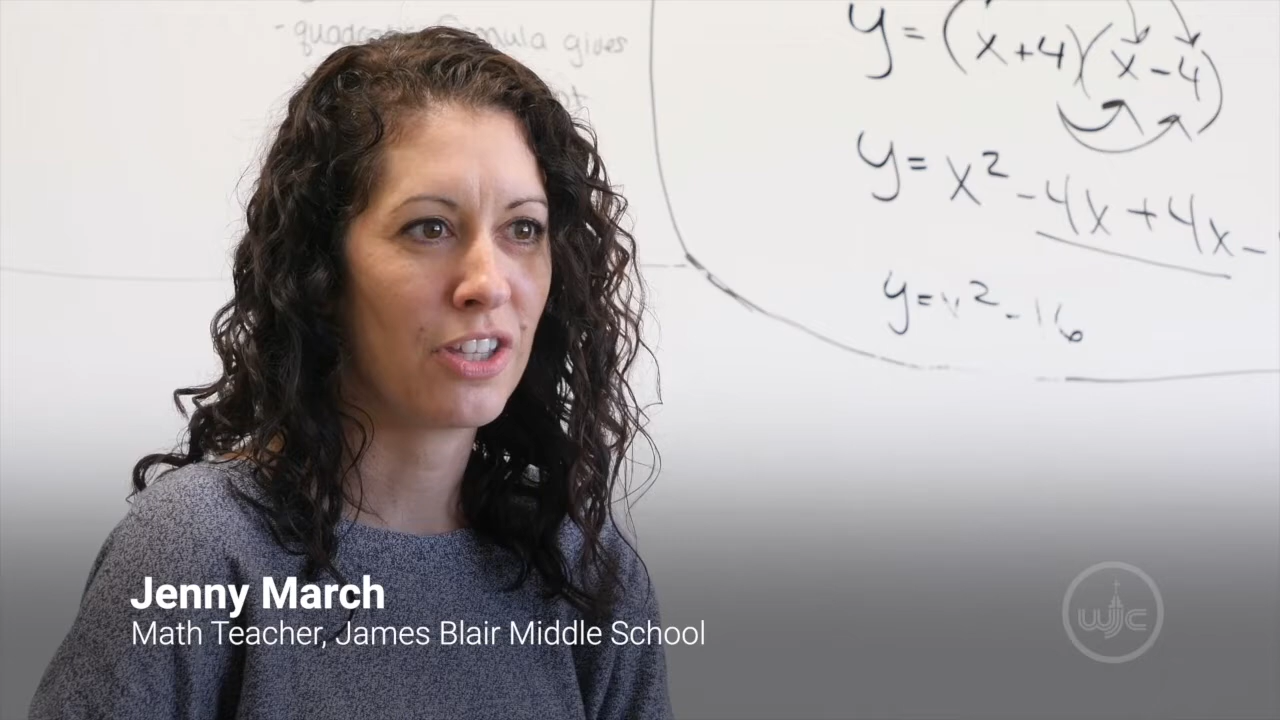 - quadratic formula gives
y = (x+4)(x-4)
y = x² - 4x + 4x -
y = x² - 16
Jenny March
Math Teacher, James Blair Middle School
WJC